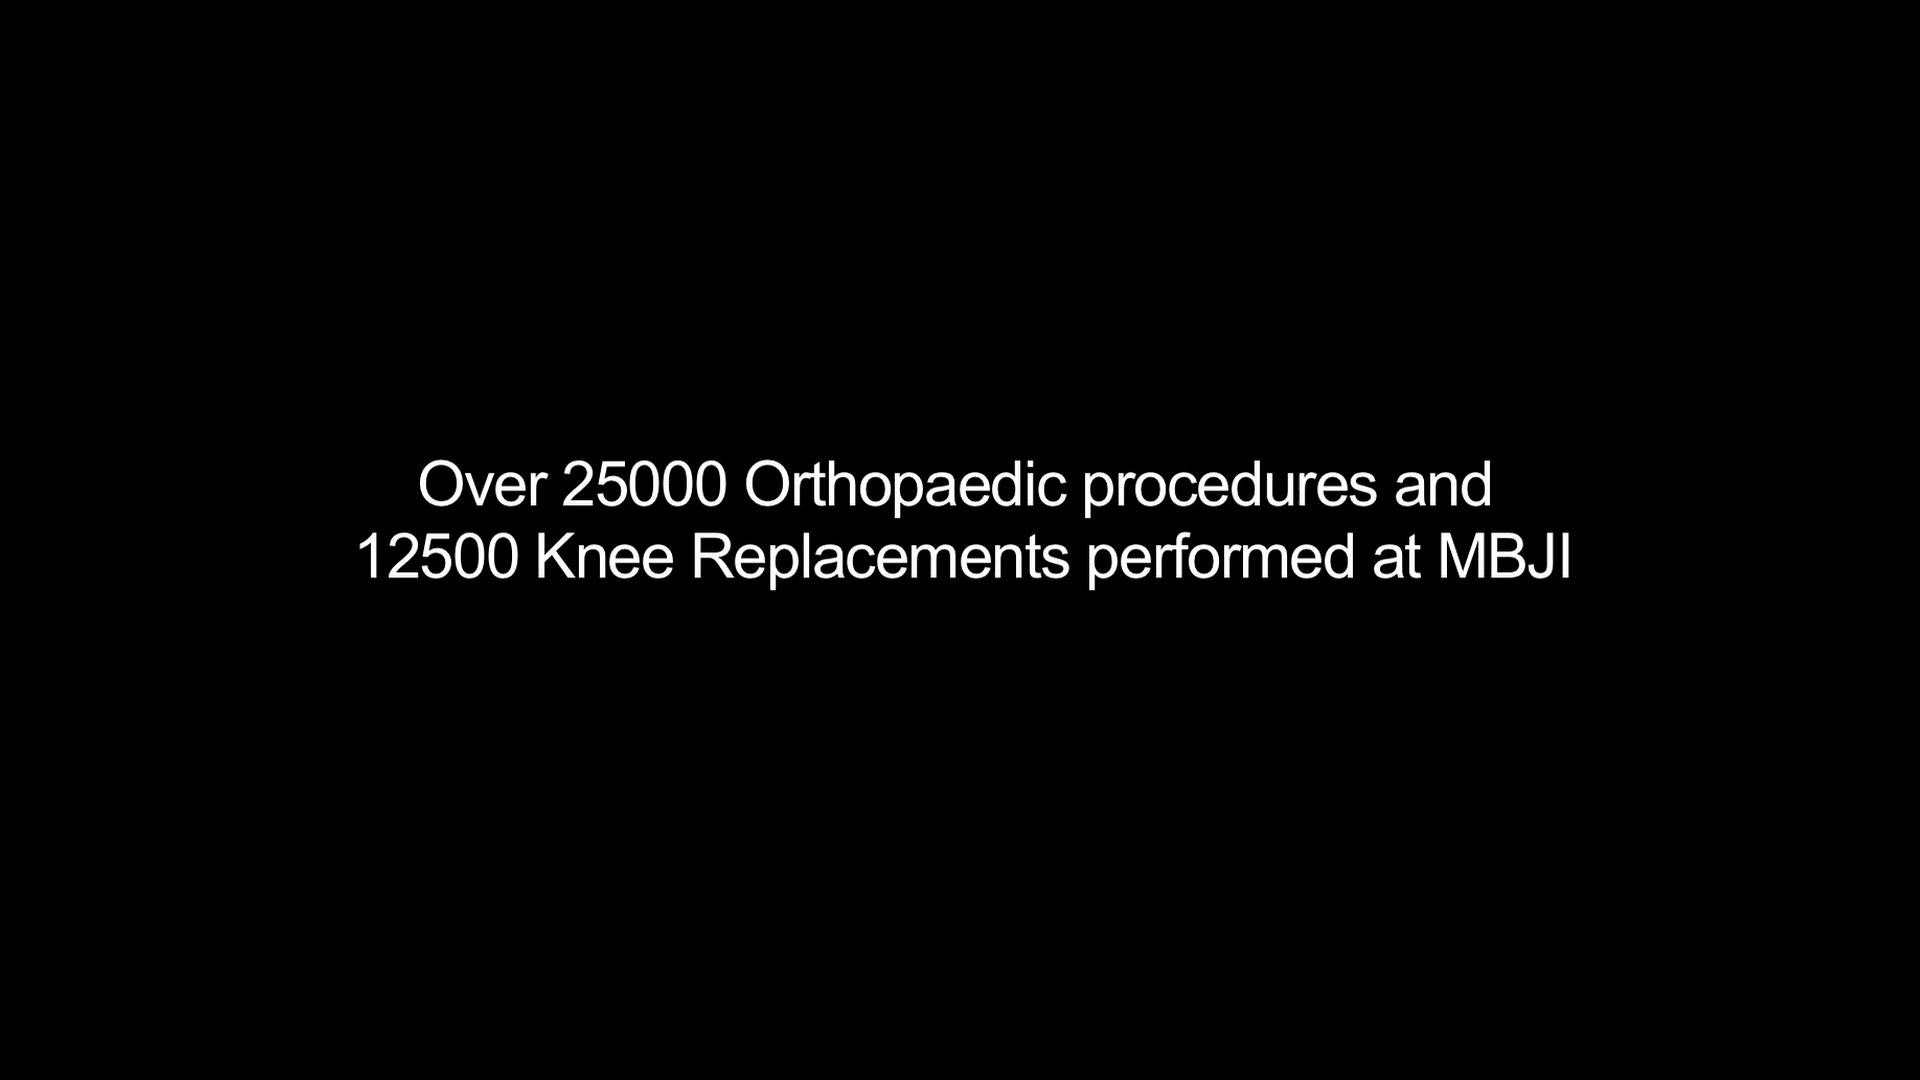 Over 25000 Orthopaedic procedures and
12500 Knee Replacements performed at MBJI